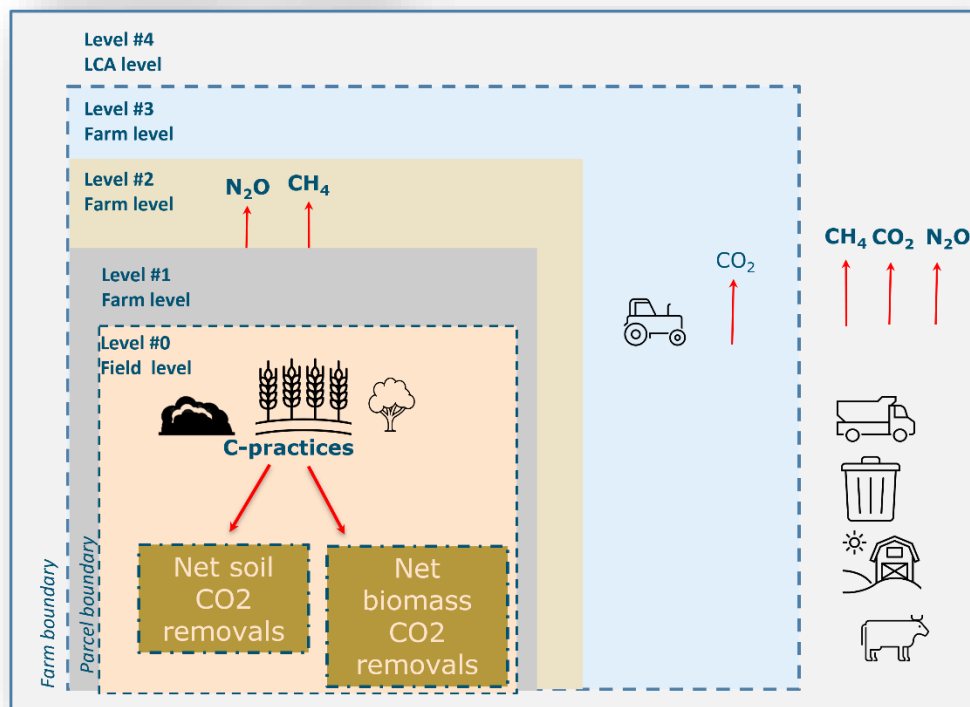 Level #4
LCA level
Level #3
Farm level
Level #2
Farm level
N₂O
CH₄
Level #1
Farm level
CO₂
CH₄ CO₂ N₂O
Level #0
Field level
C-practices
Net soil
CO2
removals
Net
biomass
CO2
removals
Farm boundary
Parcel boundary